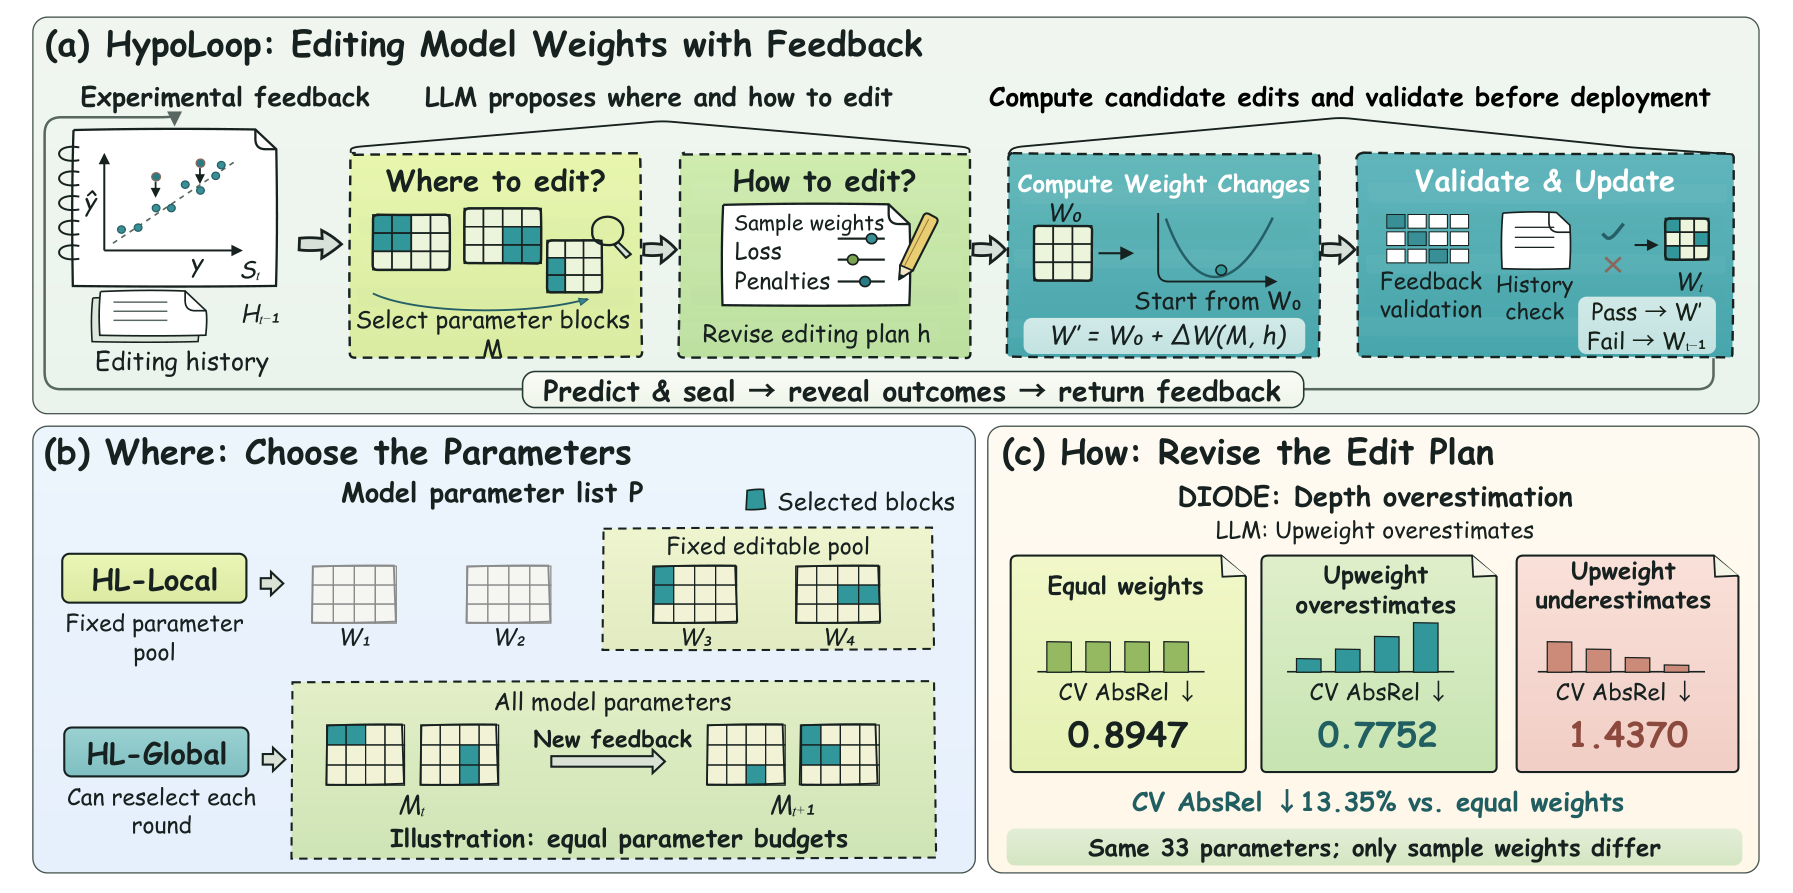 (a) HypoLoop: Editing Model Weights with Feedback
Experimental feedback
LLM proposes where and how to edit
Compute candidate edits and validate before deployment
ŷ
y
Sₜ
Hₜ₋₁
Editing history
Where to edit?
Select parameter blocks
M
How to edit?
Sample weights
Loss
Penalties
Revise editing plan h
Compute Weight Changes
W₀
Start from W₀
W' = W₀ + ΔW(M, h)
Validate & Update
Feedback
validation
History
check
✓
✕
Wₜ
Pass → W'
Fail → Wₜ₋₁
Predict & seal → reveal outcomes → return feedback
(b) Where: Choose the Parameters
Model parameter list P
Selected blocks
HL-Local
Fixed parameter
pool
W₁
W₂
Fixed editable pool
W₃
W₄
HL-Global
Can reselect each
round
All model parameters
New feedback
Mₜ
Mₜ₊₁
Illustration: equal parameter budgets
(c) How: Revise the Edit Plan
DIODE: Depth overestimation
LLM: Upweight overestimates
Equal weights
CV AbsRel ↓
0.8947
Upweight
overestimates
CV AbsRel ↓
0.7752
Upweight
underestimates
CV AbsRel ↓
1.4370
CV AbsRel ↓13.35% vs. equal weights
Same 33 parameters; only sample weights differ